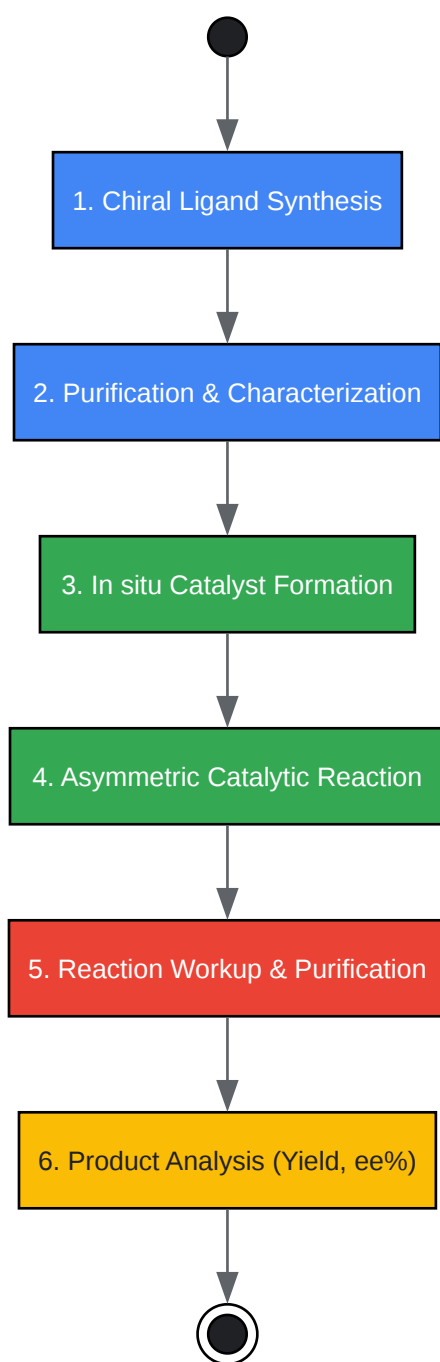 1. Chiral Ligand Synthesis
2. Purification & Characterization
3. In situ Catalyst Formation
4. Asymmetric Catalytic Reaction
5. Reaction Workup & Purification
6. Product Analysis (Yield, ee%)